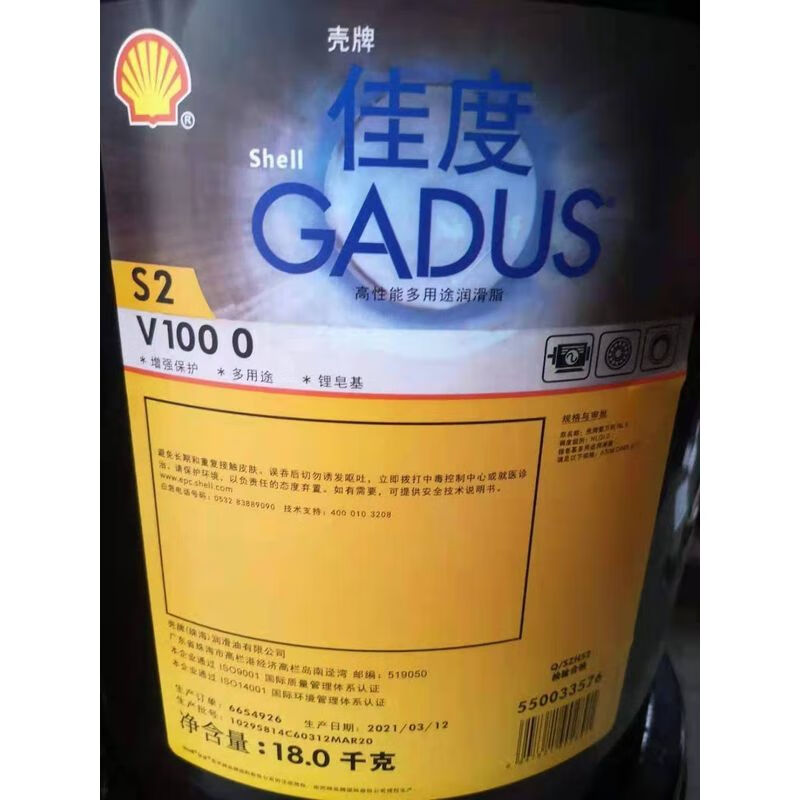 壳牌
佳度
Shell
GADUS
高性能多用途润滑脂
S2
V100 0
* 增强保护 * 多用途 * 锂皂基
规格与审批
避免长期和重复接触皮肤。误吞后切勿诱发呕吐，立即拨打中毒控制中心或就医诊
治。请保护环境，以负责任的态度弃置。如有需要，可提供安全技术说明书。
www.epc.shell.com
应急电话号码：0532 83889090 技术支持：400 010 3208
壳牌(珠海)润滑油有限公司
广东省珠海市高栏港经济高栏岛南迳湾 邮编：519050
本企业通过 ISO9001 国际质量管理体系认证
本企业通过 ISO14001 国际环境管理体系认证
Q/SZH52
检验合格
550033576
生产订单：6654926 生产日期：2021/03/12
生产批号：10295814C60312MAR20
净含量：18.0 千克